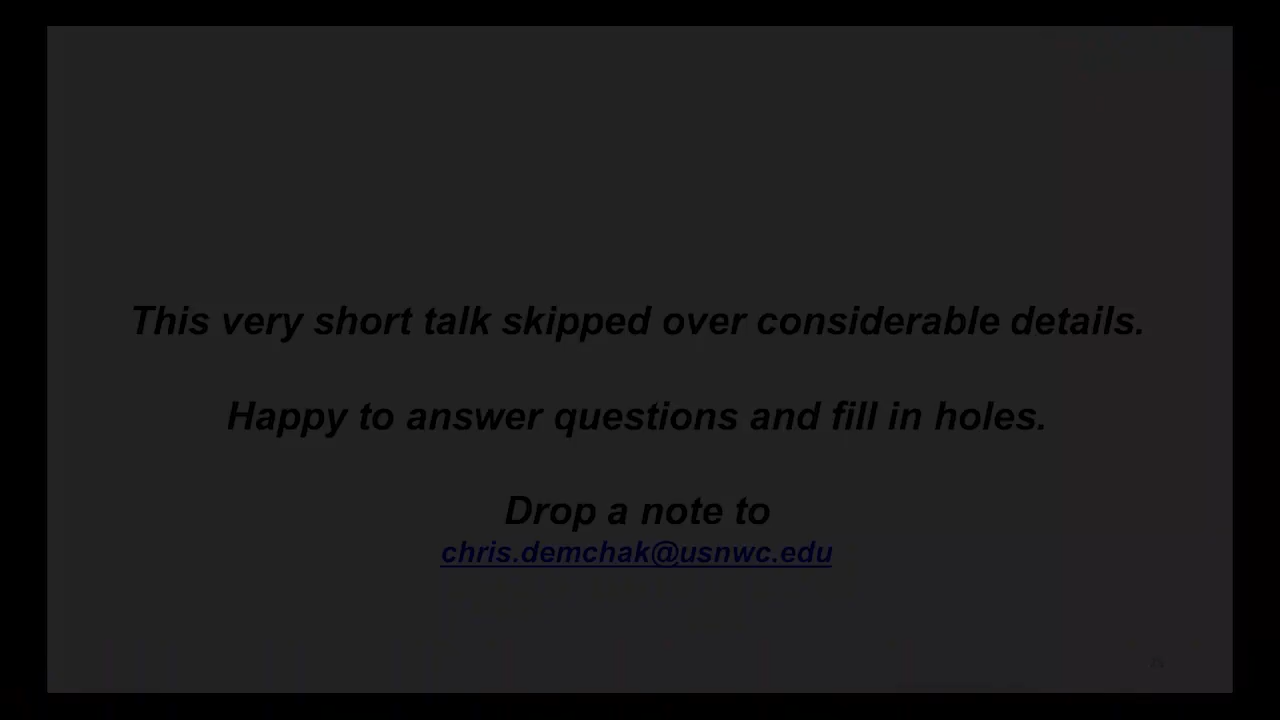 This very short talk skipped over considerable details.
Happy to answer questions and fill in holes.
Drop a note to
chris.demchak@usnwc.edu